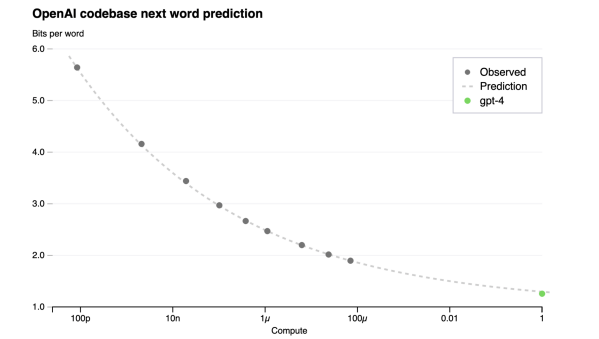 OpenAI codebase next word prediction
Bits per word
6.0
Observed
Prediction
gpt-4
5.0
4.0
3.0
2.0
1.0
100p 10n 1µ 100µ 0.01 1
Compute